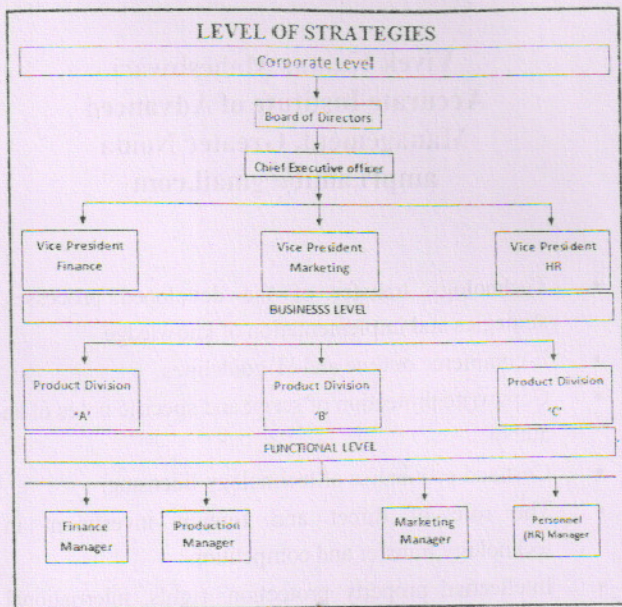 LEVEL OF STRATEGIES
Corporate Level
Board of Directors
Chief Executive officer
Vice President
Finance
Vice President
Marketing
Vice President
HR
BUSINESSS LEVEL
Product Division
'A'
Product Division
'B'
Product Division
'C'
FUNCTIONAL LEVEL
Finance
Manager
Production
Manager
Marketing
Manager
Personnel
(HR) Manager